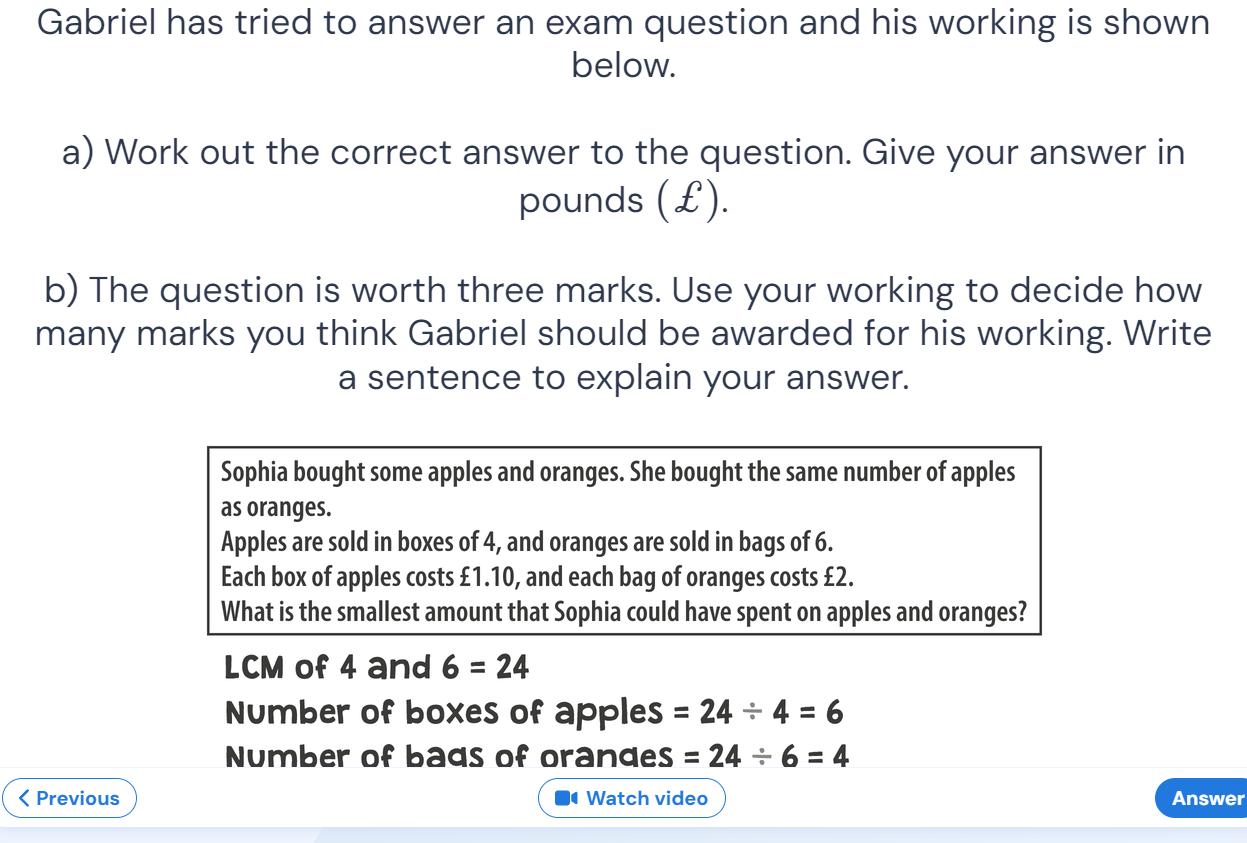 Gabriel has tried to answer an exam question and his working is shown
below.
a) Work out the correct answer to the question. Give your answer in
pounds (£).
b) The question is worth three marks. Use your working to decide how
many marks you think Gabriel should be awarded for his working. Write
a sentence to explain your answer.
Sophia bought some apples and oranges. She bought the same number of apples
as oranges.
Apples are sold in boxes of 4, and oranges are sold in bags of 6.
Each box of apples costs £1.10, and each bag of oranges costs £2.
What is the smallest amount that Sophia could have spent on apples and oranges?
LCM of 4 and 6 = 24
Number of boxes of apples = 24 ÷ 4 = 6
Number of bags of oranges = 24 ÷ 6 = 4
Previous
Watch video
Answer